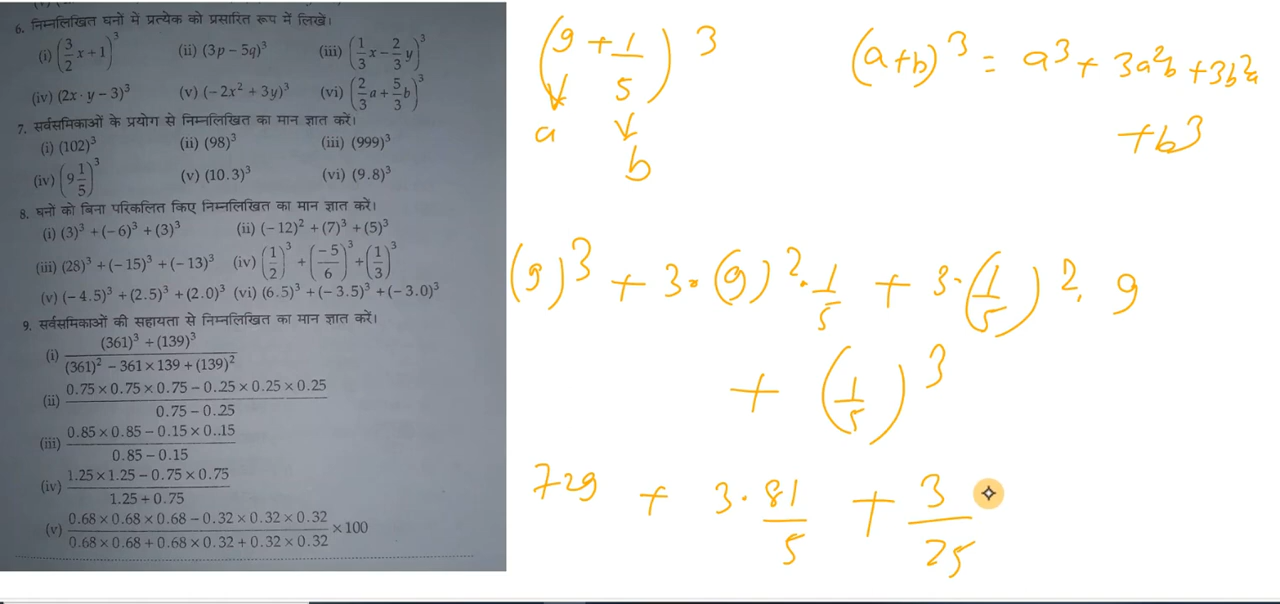 6. निम्नलिखित घनों में प्रत्येक को प्रसारित रूप में लिखें।
(i) (3/2 x + 1)³ (ii) (3p − 5q)³ (iii) (1/3 x − 2/3 y)³
(iv) (2x · y − 3)³ (v) (− 2x² + 3y)³ (vi) (2/3 a + 5/3 b)³
7. सर्वसमिकाओं के प्रयोग से निम्नलिखित का मान ज्ञात करें।
(i) (102)³ (ii) (98)³ (iii) (999)³
(iv) (9 1/5)³ (v) (10.3)³ (vi) (9.8)³
8. घनों को बिना परिकलित किए निम्नलिखित का मान ज्ञात करें।
(i) (3)³ + (− 6)³ + (3)³ (ii) (− 12)² + (7)³ + (5)³
(iii) (28)³ + (− 15)³ + (− 13)³ (iv) (1/2)³ + (−5/6)³ + (1/3)³
(v) (− 4.5)³ + (2.5)³ + (2.0)³ (vi) (6.5)³ + (− 3.5)³ + (− 3.0)³
9. सर्वसमिकाओं की सहायता से निम्नलिखित का मान ज्ञात करें।
(i) (361)³ + (139)³ / (361)² − 361 × 139 + (139)²
(ii) 0.75 × 0.75 × 0.75 − 0.25 × 0.25 × 0.25 / 0.75 − 0.25
(iii) 0.85 × 0.85 − 0.15 × 0..15 / 0.85 − 0.15
(iv) 1.25 × 1.25 − 0.75 × 0.75 / 1.25 + 0.75
(v) 0.68 × 0.68 × 0.68 − 0.32 × 0.32 × 0.32 / 0.68 × 0.68 + 0.68 × 0.32 + 0.32 × 0.32 × 100
(9 + 1/5)³
a b
(a+b)³ = a³ + 3a²b + 3b²a
+b³
(9)³ + 3·(9)²·1/5 + 3·(1/5)²·9
+ (1/5)³
729 + 3·81/5 + 3/25